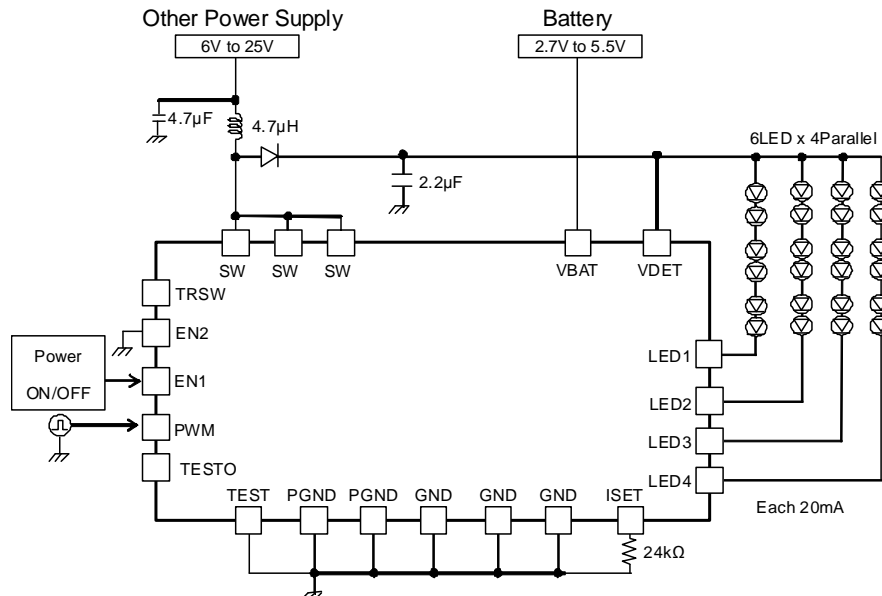 Other Power Supply
Battery
6V to 25V
2.7V to 5.5V
4.7µF
4.7µH
6LED x 4Parallel
2.2µF
SW
SW
SW
VBAT
VDET
TRSW
EN2
Power
ON/OFF
EN1
LED1
PWM
LED2
TESTO
LED3
LED4
TEST
PGND
PGND
GND
GND
GND
ISET
Each 20mA
24kΩ